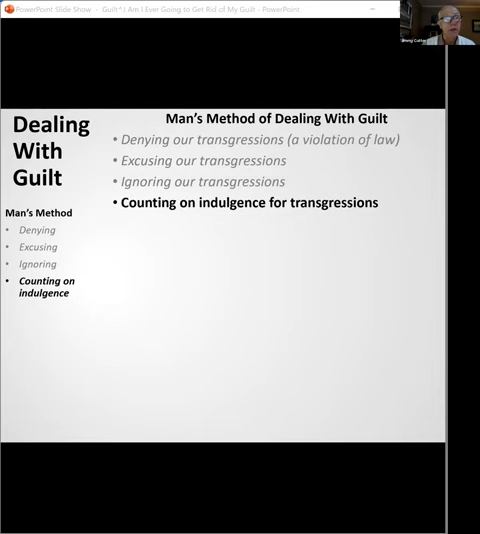 PowerPoint Slide Show - Guilt^J Am I Ever Going to Get Rid of My Guilt - PowerPoint
Dealing
With
Guilt
Man's Method
• Denying
• Excusing
• Ignoring
• Counting on
indulgence
Man's Method of Dealing With Guilt
• Denying our transgressions (a violation of law)
• Excusing our transgressions
• Ignoring our transgressions
• Counting on indulgence for transgressions